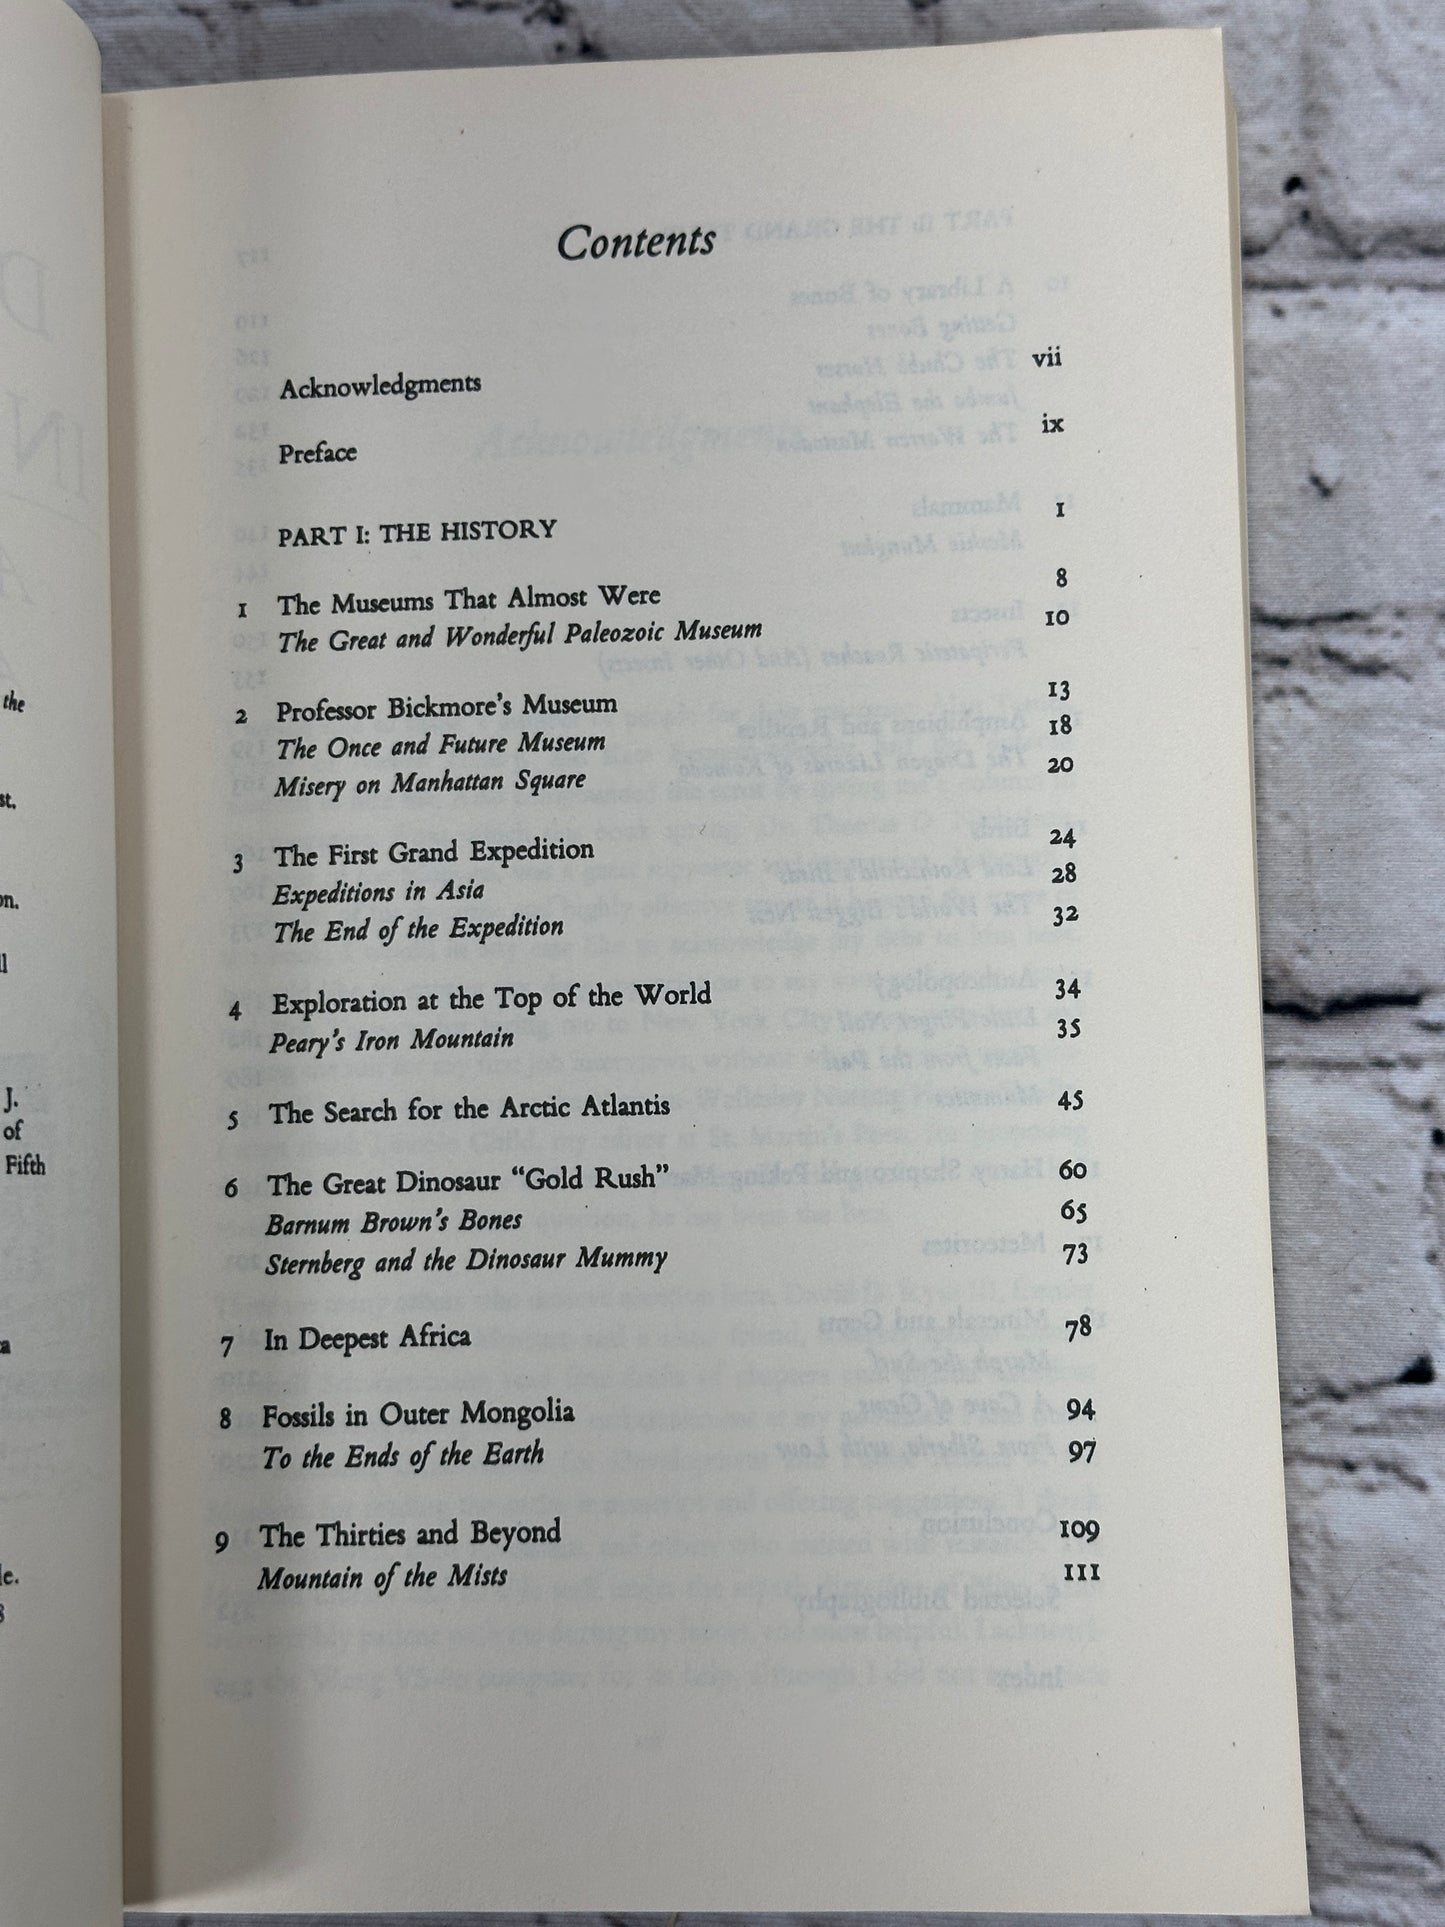 Contents
Acknowledgments vii
Preface ix
PART I: THE HISTORY 1
1 The Museums That Almost Were 8
The Great and Wonderful Paleozoic Museum 10
2 Professor Bickmore's Museum 13
The Once and Future Museum 18
Misery on Manhattan Square 20
3 The First Grand Expedition 24
Expeditions in Asia 28
The End of the Expedition 32
4 Exploration at the Top of the World 34
Peary's Iron Mountain 35
5 The Search for the Arctic Atlantis 45
6 The Great Dinosaur "Gold Rush" 60
Barnum Brown's Bones 65
Sternberg and the Dinosaur Mummy 73
7 In Deepest Africa 78
8 Fossils in Outer Mongolia 94
To the Ends of the Earth 97
9 The Thirties and Beyond 109
Mountain of the Mists 111
the
J.
of
Fifth